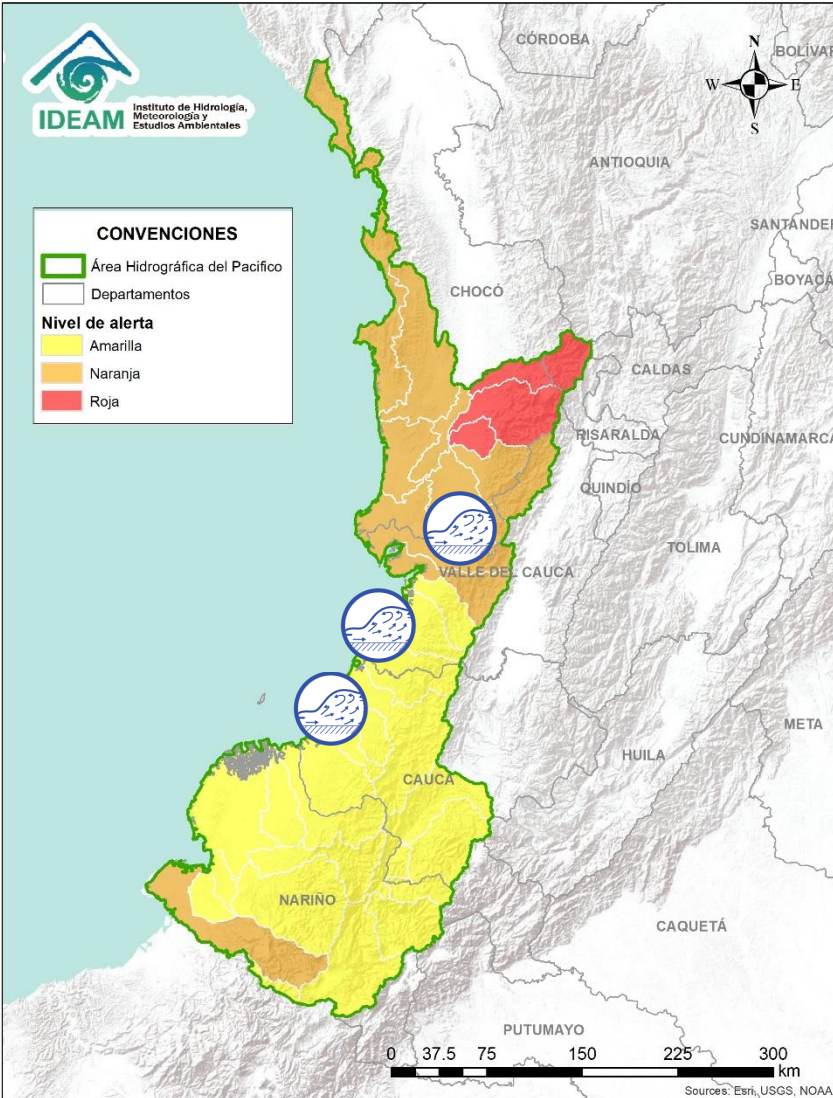 IDEAM
Instituto de Hidrología,
Meteorología y
Estudios Ambientales
CÓRDOBA
BOLÍVAR
N
W
E
S
ANTIOQUIA
SANTANDER
BOYACÁ
CONVENCIONES
Área Hidrográfica del Pacifico
Departamentos
Nivel de alerta
Amarilla
Naranja
Roja
CHOCÓ
CALDAS
RISARALDA
CUNDINAMARCA
QUINDÍO
TOLIMA
VALLE DEL CAUCA
META
HUILA
CAUCA
NARIÑO
CAQUETÁ
PUTUMAYO
0 37.5 75 150 225 300
km
Sources: Esri, USGS, NOAA